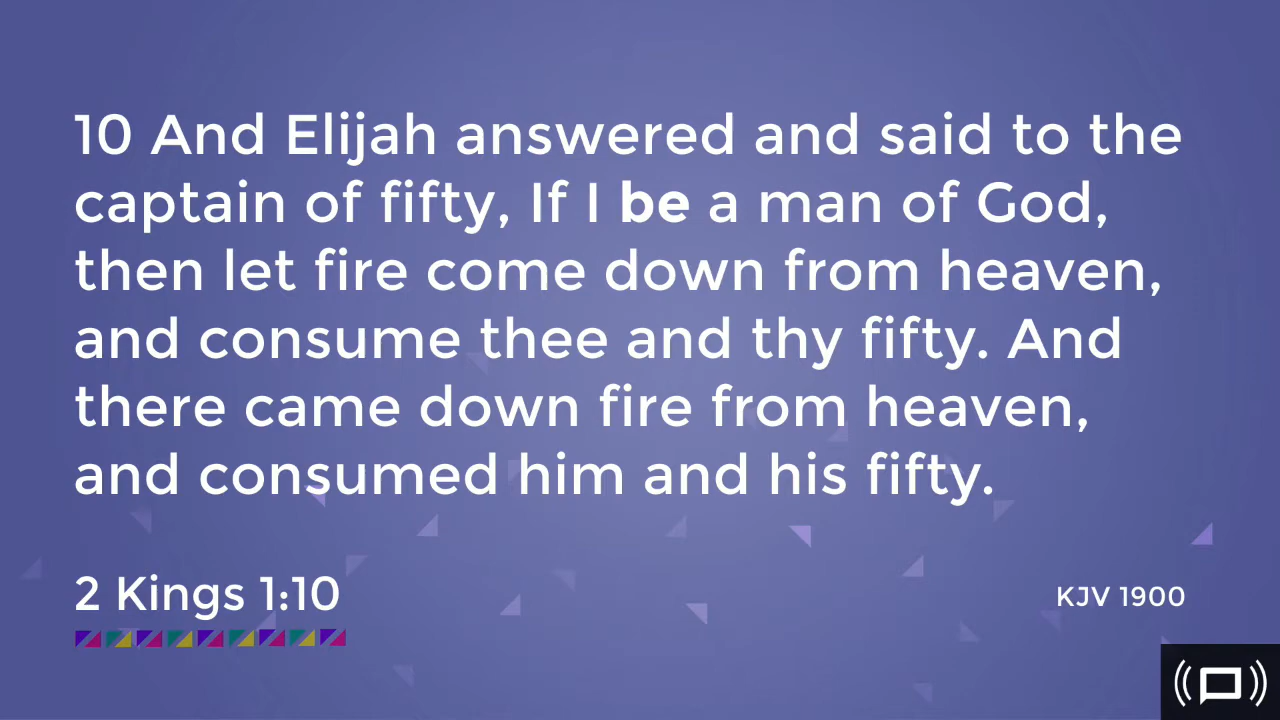 10 And Elijah answered and said to the
captain of fifty, If I be a man of God,
then let fire come down from heaven,
and consume thee and thy fifty. And
there came down fire from heaven,
and consumed him and his fifty.
2 Kings 1:10
KJV 1900